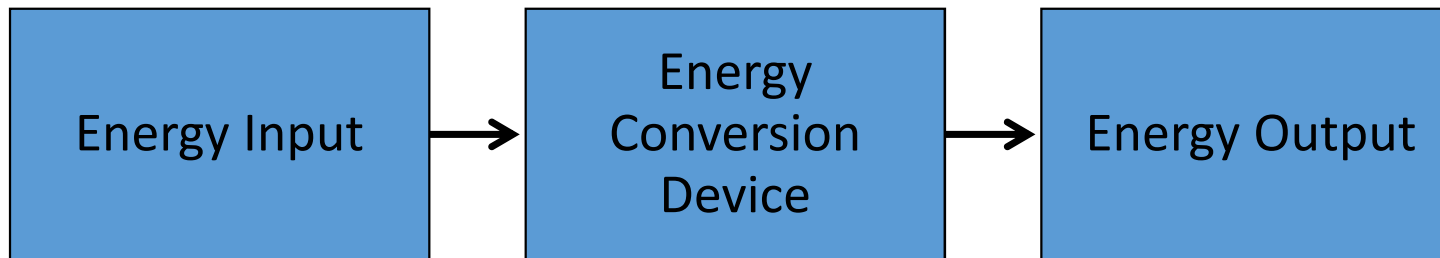 Energy Input
Energy
Conversion
Device
Energy Output